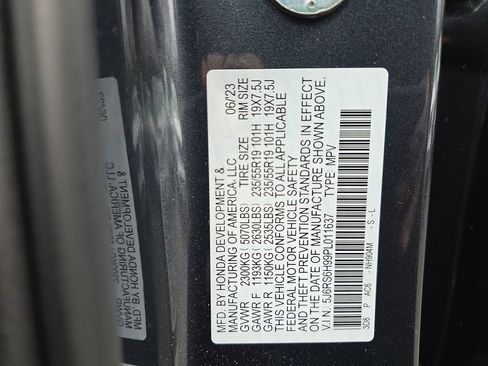 MFD. BY HONDA DEVELOPMENT &
MANUFACTURING OF AMERICA, LLC 06/23
GVWR 2300KG (5070LBS) TIRE SIZE RIM SIZE
GAWR F 1193KG (2630LBS) 235/55R19 101H 19X7.5J
GAWR R 1150KG (2535LBS) 235/55R19 101H 19X7.5J
THIS VEHICLE CONFORMS TO ALL APPLICABLE
FEDERAL MOTOR VEHICLE SAFETY
AND THEFT PREVENTION STANDARDS IN EFFECT
ON THE DATE OF MANUFACTURE SHOWN ABOVE.
V.I.N: 5J6RS6H99PL011637 TYPE: MPV
3D8 P AC6 - NH904M - S - L